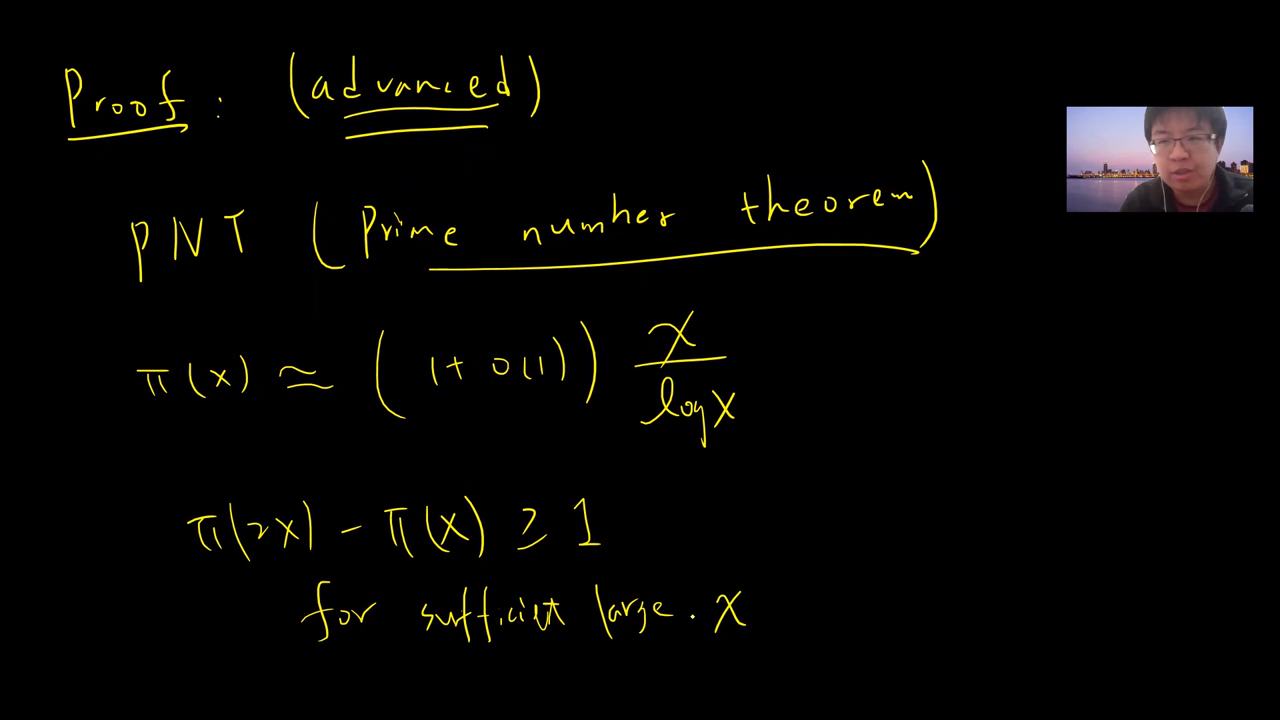 Proof: (advanced)
PNT (Prime number theorem)
π(x) ≈ (1+o(1)) x/log x
π(2x) - π(x) ≥ 1
for sufficient large. x